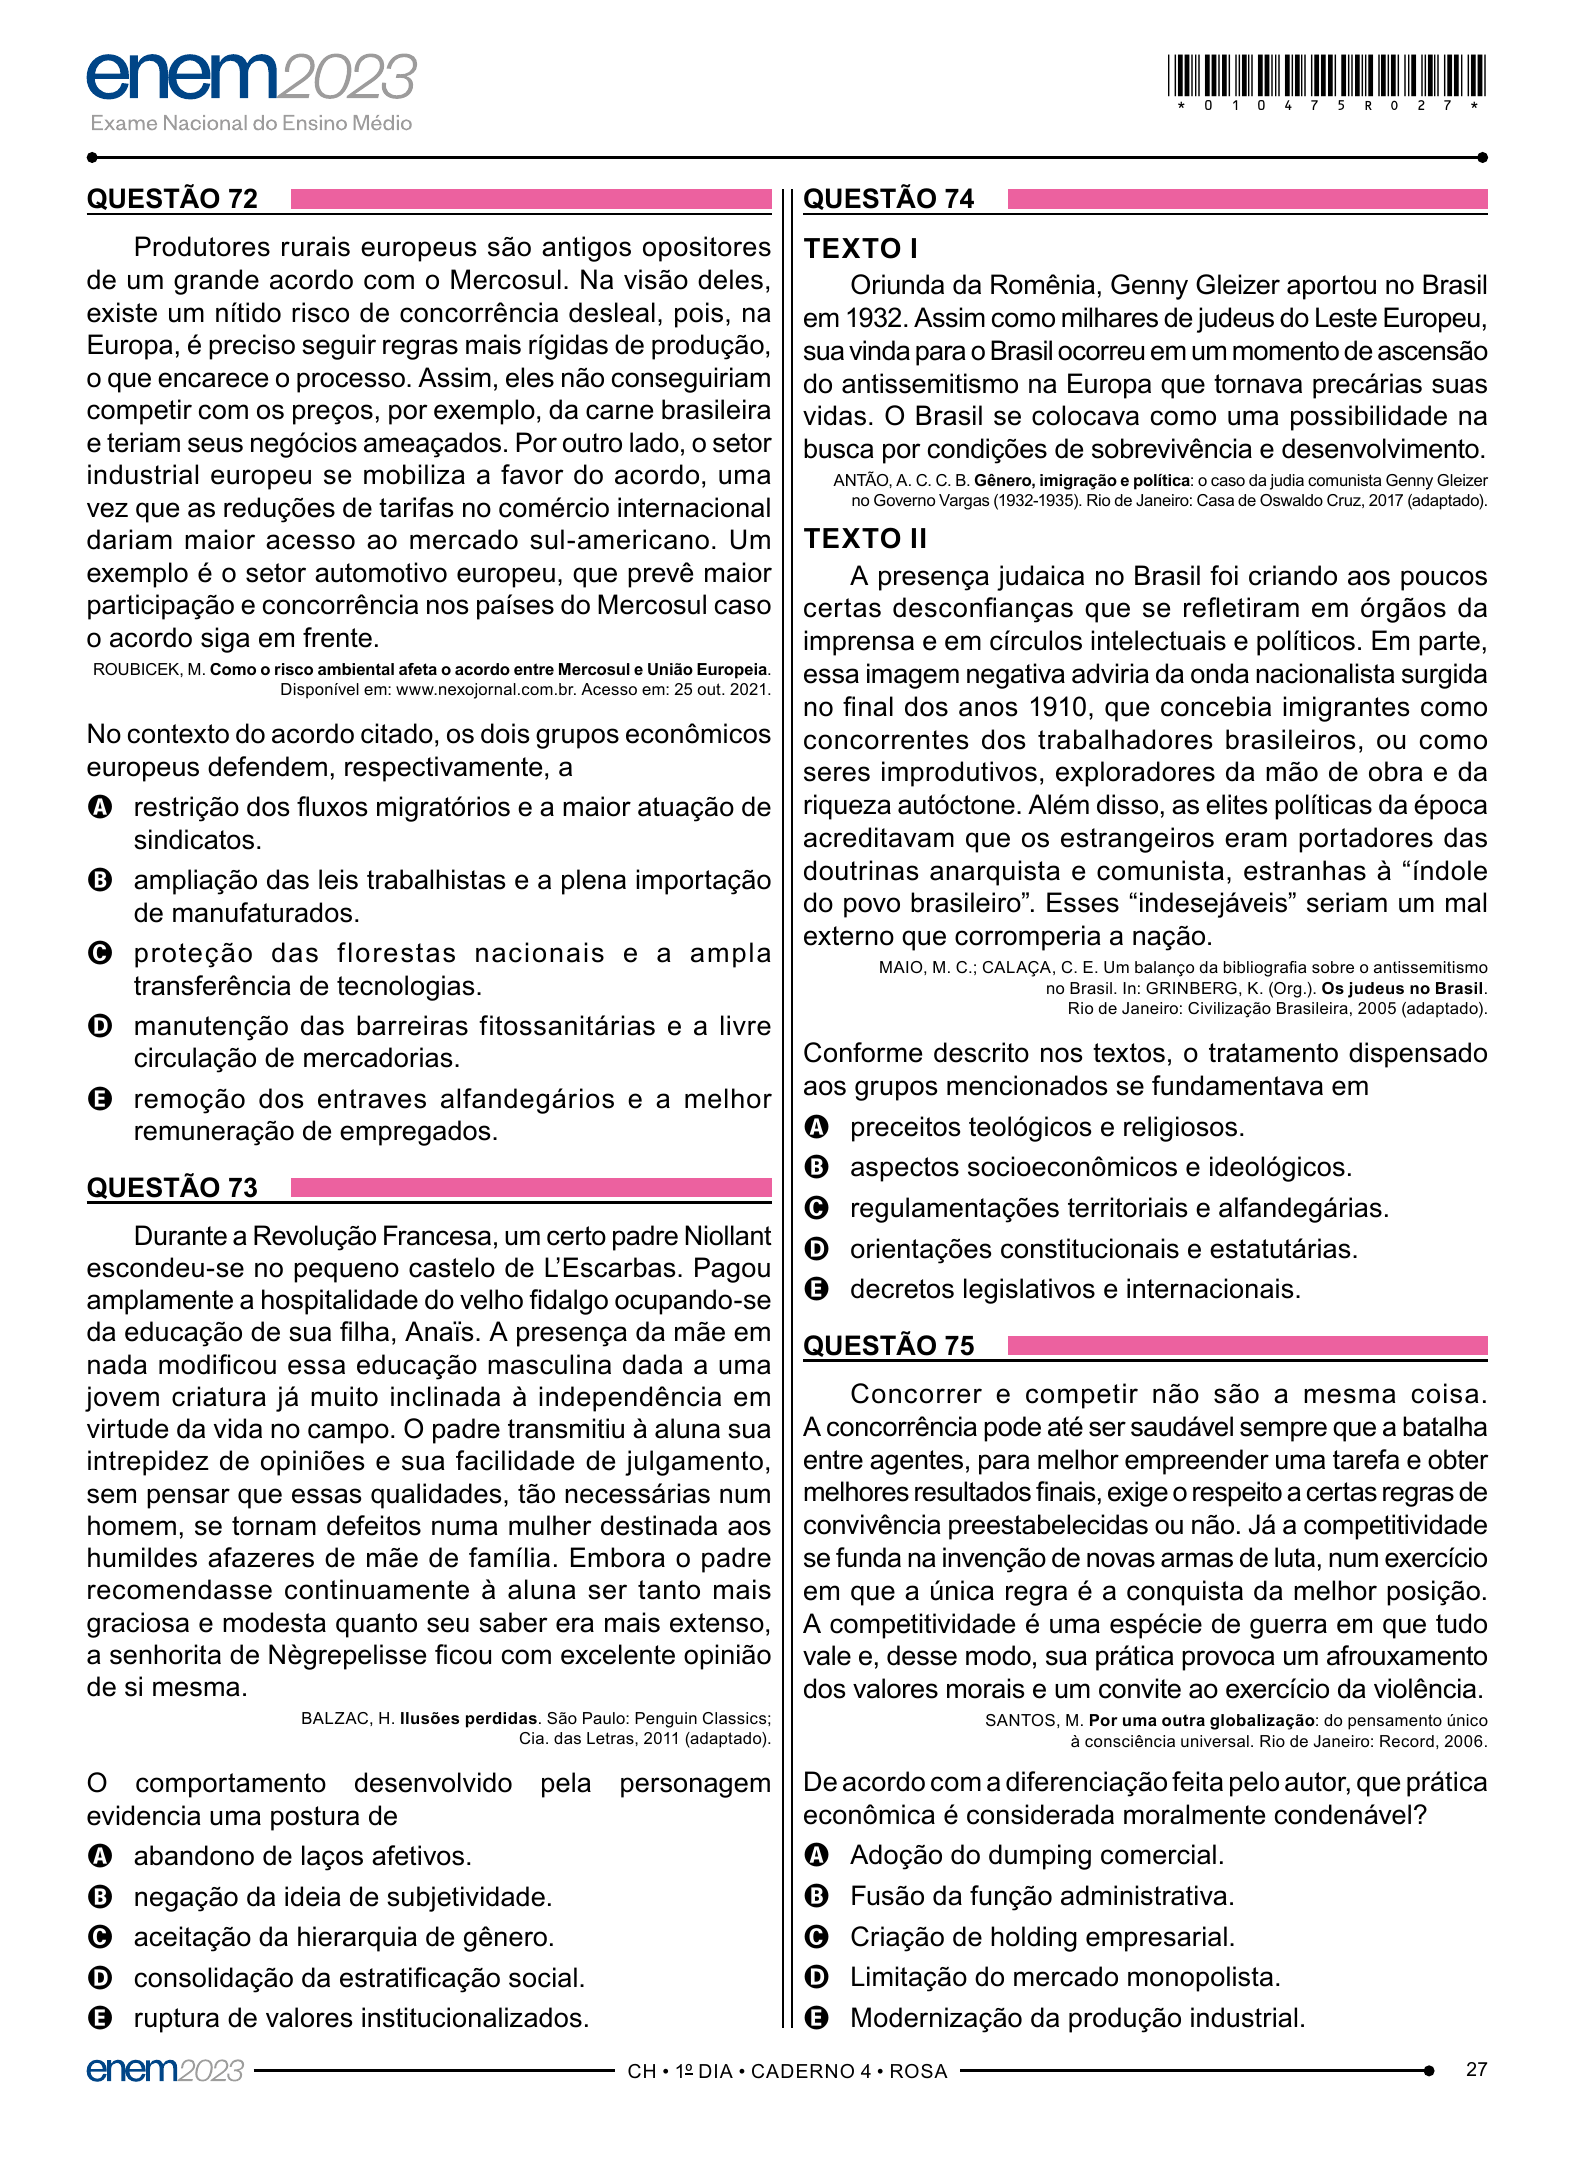 enem2023
Exame Nacional do Ensino Médio
*010475R027*
QUESTÃO 72
Produtores rurais europeus são antigos opositores
de um grande acordo com o Mercosul. Na visão deles,
existe um nítido risco de concorrência desleal, pois, na
Europa, é preciso seguir regras mais rígidas de produção,
o que encarece o processo. Assim, eles não conseguiriam
competir com os preços, por exemplo, da carne brasileira
e teriam seus negócios ameaçados. Por outro lado, o setor
industrial europeu se mobiliza a favor do acordo, uma
vez que as reduções de tarifas no comércio internacional
dariam maior acesso ao mercado sul-americano. Um
exemplo é o setor automotivo europeu, que prevê maior
participação e concorrência nos países do Mercosul caso
o acordo siga em frente.
ROUBICEK, M. Como o risco ambiental afeta o acordo entre Mercosul e União Europeia.
Disponível em: www.nexojornal.com.br. Acesso em: 25 out. 2021.
No contexto do acordo citado, os dois grupos econômicos
europeus defendem, respectivamente, a
A restrição dos fluxos migratórios e a maior atuação de
sindicatos.
B ampliação das leis trabalhistas e a plena importação
de manufaturados.
C proteção das florestas nacionais e a ampla
transferência de tecnologias.
D manutenção das barreiras fitossanitárias e a livre
circulação de mercadorias.
E remoção dos entraves alfandegários e a melhor
remuneração de empregados.
QUESTÃO 73
Durante a Revolução Francesa, um certo padre Niollant
escondeu-se no pequeno castelo de L’Escarbas. Pagou
amplamente a hospitalidade do velho fidalgo ocupando-se
da educação de sua filha, Anaïs. A presença da mãe em
nada modificou essa educação masculina dada a uma
jovem criatura já muito inclinada à independência em
virtude da vida no campo. O padre transmitiu à aluna sua
intrepidez de opiniões e sua facilidade de julgamento,
sem pensar que essas qualidades, tão necessárias num
homem, se tornam defeitos numa mulher destinada aos
humildes afazeres de mãe de família. Embora o padre
recomendasse continuamente à aluna ser tanto mais
graciosa e modesta quanto seu saber era mais extenso,
a senhorita de Nègrepelisse ficou com excelente opinião
de si mesma.
BALZAC, H. Ilusões perdidas. São Paulo: Penguin Classics;
Cia. das Letras, 2011 (adaptado).
O comportamento desenvolvido pela personagem
evidencia uma postura de
A abandono de laços afetivos.
B negação da ideia de subjetividade.
C aceitação da hierarquia de gênero.
D consolidação da estratificação social.
E ruptura de valores institucionalizados.
QUESTÃO 74
TEXTO I
Oriunda da Romênia, Genny Gleizer aportou no Brasil
em 1932. Assim como milhares de judeus do Leste Europeu,
sua vinda para o Brasil ocorreu em um momento de ascensão
do antissemitismo na Europa que tornava precárias suas
vidas. O Brasil se colocava como uma possibilidade na
busca por condições de sobrevivência e desenvolvimento.
ANTÃO, A. C. C. B. Gênero, imigração e política: o caso da judia comunista Genny Gleizer
no Governo Vargas (1932-1935). Rio de Janeiro: Casa de Oswaldo Cruz, 2017 (adaptado).
TEXTO II
A presença judaica no Brasil foi criando aos poucos
certas desconfianças que se refletiram em órgãos da
imprensa e em círculos intelectuais e políticos. Em parte,
essa imagem negativa adviria da onda nacionalista surgida
no final dos anos 1910, que concebia imigrantes como
concorrentes dos trabalhadores brasileiros, ou como
seres improdutivos, exploradores da mão de obra e da
riqueza autóctone. Além disso, as elites políticas da época
acreditavam que os estrangeiros eram portadores das
doutrinas anarquista e comunista, estranhas à “índole
do povo brasileiro”. Esses “indesejáveis” seriam um mal
externo que corromperia a nação.
MAIO, M. C.; CALAÇA, C. E. Um balanço da bibliografia sobre o antissemitismo
no Brasil. In: GRINBERG, K. (Org.). Os judeus no Brasil.
Rio de Janeiro: Civilização Brasileira, 2005 (adaptado).
Conforme descrito nos textos, o tratamento dispensado
aos grupos mencionados se fundamentava em
A preceitos teológicos e religiosos.
B aspectos socioeconômicos e ideológicos.
C regulamentações territoriais e alfandegárias.
D orientações constitucionais e estatutárias.
E decretos legislativos e internacionais.
QUESTÃO 75
Concorrer e competir não são a mesma coisa.
A concorrência pode até ser saudável sempre que a batalha
entre agentes, para melhor empreender uma tarefa e obter
melhores resultados finais, exige o respeito a certas regras de
convivência preestabelecidas ou não. Já a competitividade
se funda na invenção de novas armas de luta, num exercício
em que a única regra é a conquista da melhor posição.
A competitividade é uma espécie de guerra em que tudo
vale e, desse modo, sua prática provoca um afrouxamento
dos valores morais e um convite ao exercício da violência.
SANTOS, M. Por uma outra globalização: do pensamento único
à consciência universal. Rio de Janeiro: Record, 2006.
De acordo com a diferenciação feita pelo autor, que prática
econômica é considerada moralmente condenável?
A Adoção do dumping comercial.
B Fusão da função administrativa.
C Criação de holding empresarial.
D Limitação do mercado monopolista.
E Modernização da produção industrial.
enem2023
CH • 1º DIA • CADERNO 4 • ROSA
27